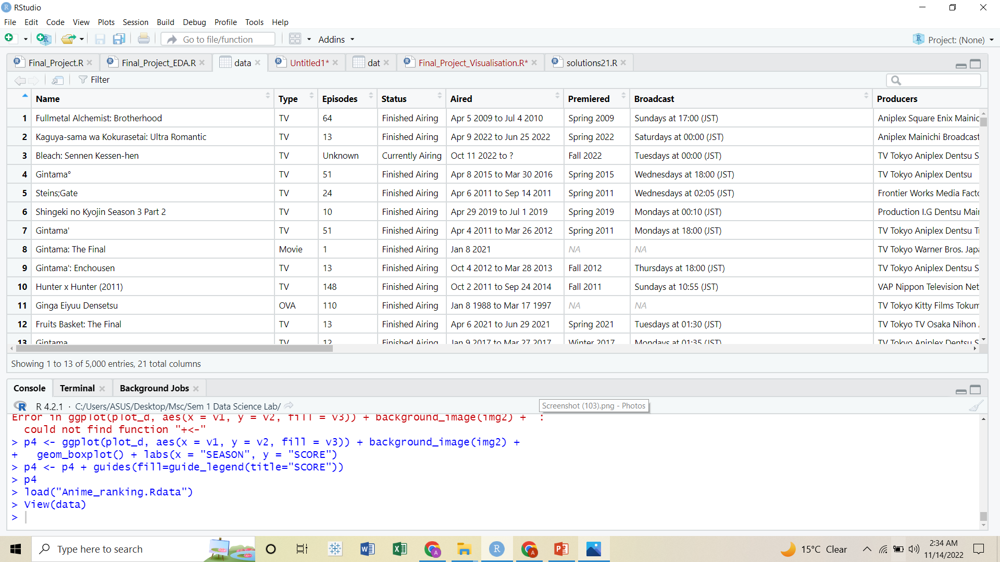 RStudio
File Edit Code View Plots Session Build Debug Profile Tools Help
Go to file/function Addins Project: (None)
Final_Project.R Final_Project_EDA.R data Untitled1* dat Final_Project_Visualisation.R* solutions21.R
Filter
Name Type Episodes Status Aired Premiered Broadcast Producers
1 Fullmetal Alchemist: Brotherhood TV 64 Finished Airing Apr 5 2009 to Jul 4 2010 Spring 2009 Sundays at 17:00 (JST) Aniplex Square Enix Mainic
2 Kaguya-sama wa Kokurasetai: Ultra Romantic TV 13 Finished Airing Apr 9 2022 to Jun 25 2022 Spring 2022 Saturdays at 00:00 (JST) Aniplex Mainichi Broadcast
3 Bleach: Sennen Kessen-hen TV Unknown Currently Airing Oct 11 2022 to ? Fall 2022 Tuesdays at 00:00 (JST) TV Tokyo Aniplex Dentsu S
4 Gintama° TV 51 Finished Airing Apr 8 2015 to Mar 30 2016 Spring 2015 Wednesdays at 18:00 (JST) TV Tokyo Aniplex Dentsu
5 Steins;Gate TV 24 Finished Airing Apr 6 2011 to Sep 14 2011 Spring 2011 Wednesdays at 02:05 (JST) Frontier Works Media Facto
6 Shingeki no Kyojin Season 3 Part 2 TV 10 Finished Airing Apr 29 2019 to Jul 1 2019 Spring 2019 Mondays at 00:10 (JST) Production I.G Dentsu Mai
7 Gintama' TV 51 Finished Airing Apr 4 2011 to Mar 26 2012 Spring 2011 Mondays at 18:00 (JST) TV Tokyo Aniplex Dentsu T
8 Gintama: The Final Movie 1 Finished Airing Jan 8 2021 NA NA TV Tokyo Warner Bros. Japa
9 Gintama': Enchousen TV 13 Finished Airing Oct 4 2012 to Mar 28 2013 Fall 2012 Thursdays at 18:00 (JST) TV Tokyo Aniplex Dentsu S
10 Hunter x Hunter (2011) TV 148 Finished Airing Oct 2 2011 to Sep 24 2014 Fall 2011 Sundays at 10:55 (JST) VAP Nippon Television Net
11 Ginga Eiyuu Densetsu OVA 110 Finished Airing Jan 8 1988 to Mar 17 1997 NA NA TV Tokyo Kitty Films Tokum
12 Fruits Basket: The Final TV 13 Finished Airing Apr 6 2021 to Jun 29 2021 Spring 2021 Tuesdays at 01:30 (JST) TV Tokyo TV Osaka Nihon
13 Gintama TV 12 Finished Airing Jan 9 2017 to Mar 27 2017 Winter 2017 Mondays at 01:35 (JST) TV Tokyo Aniplex Dentsu S
Showing 1 to 13 of 5,000 entries, 21 total columns
Console Terminal Background Jobs
R 4.2.1 · C:/Users/ASUS/Desktop/Msc/Sem 1 Data Science Lab/
Screenshot (103).png - Photos
Error in ggplot(plot_d, aes(x = v1, y = v2, fill = v3)) + background_image(img2) + :
could not find function "+<-"
> p4 <- ggplot(plot_d, aes(x = v1, y = v2, fill = v3)) + background_image(img2) +
+ geom_boxplot() + labs(x = "SEASON", y = "SCORE")
> p4 <- p4 + guides(fill=guide_legend(title="SCORE"))
> p4
> load("Anime_ranking.Rdata")
> View(data)
>
Type here to search
15°C Clear
2:34 AM
11/14/2022